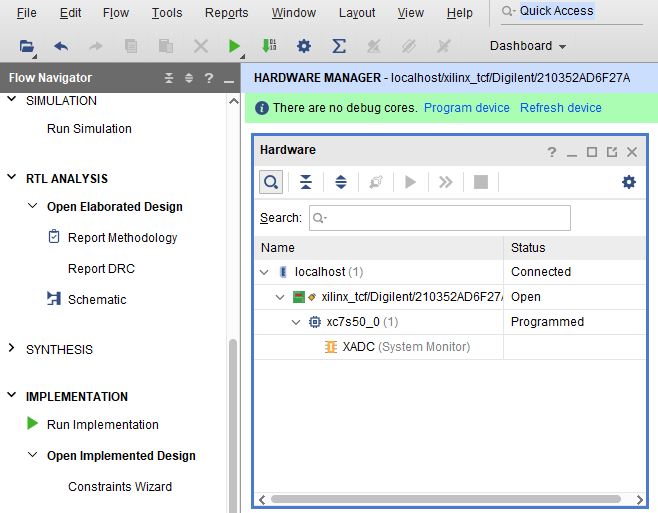 File Edit Flow Tools Reports Window Layout View Help Quick Access
Dashboard
Flow Navigator
SIMULATION
Run Simulation
RTL ANALYSIS
Open Elaborated Design
Report Methodology
Report DRC
Schematic
SYNTHESIS
IMPLEMENTATION
Run Implementation
Open Implemented Design
Constraints Wizard
HARDWARE MANAGER - localhost/xilinx_tcf/Digilent/210352AD6F27A
There are no debug cores. Program device Refresh device
Hardware
Search:
Name Status
localhost (1) Connected
xilinx_tcf/Digilent/210352AD6F27A Open
xc7s50_0 (1) Programmed
XADC (System Monitor)